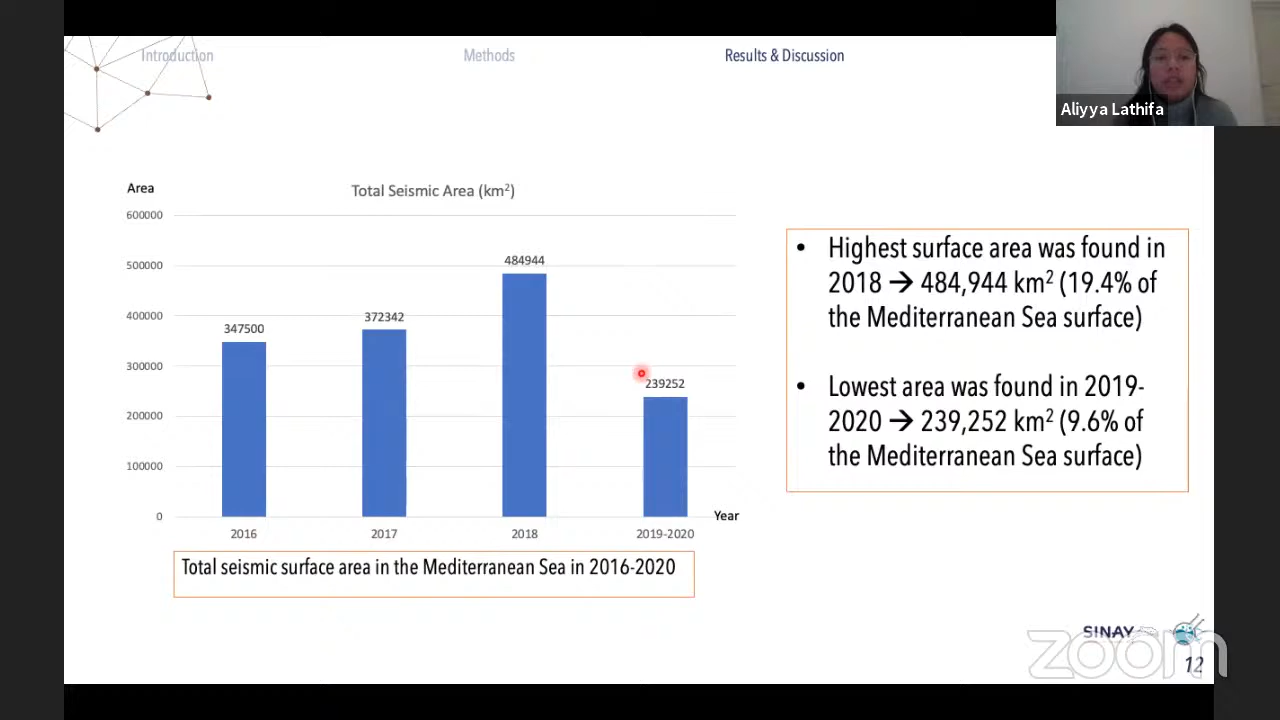 Introduction
Methods
Results & Discussion
Aliyya Lathifa
Area
Total Seismic Area (km²)
600000
500000
400000
300000
200000
100000
0
347500
372342
484944
239252
2016
2017
2018
2019-2020
Year
Total seismic surface area in the Mediterranean Sea in 2016-2020
• Highest surface area was found in
2018 → 484,944 km² (19.4% of
the Mediterranean Sea surface)
• Lowest area was found in 2019-
2020 → 239,252 km² (9.6% of
the Mediterranean Sea surface)
SINAY
zoom
12